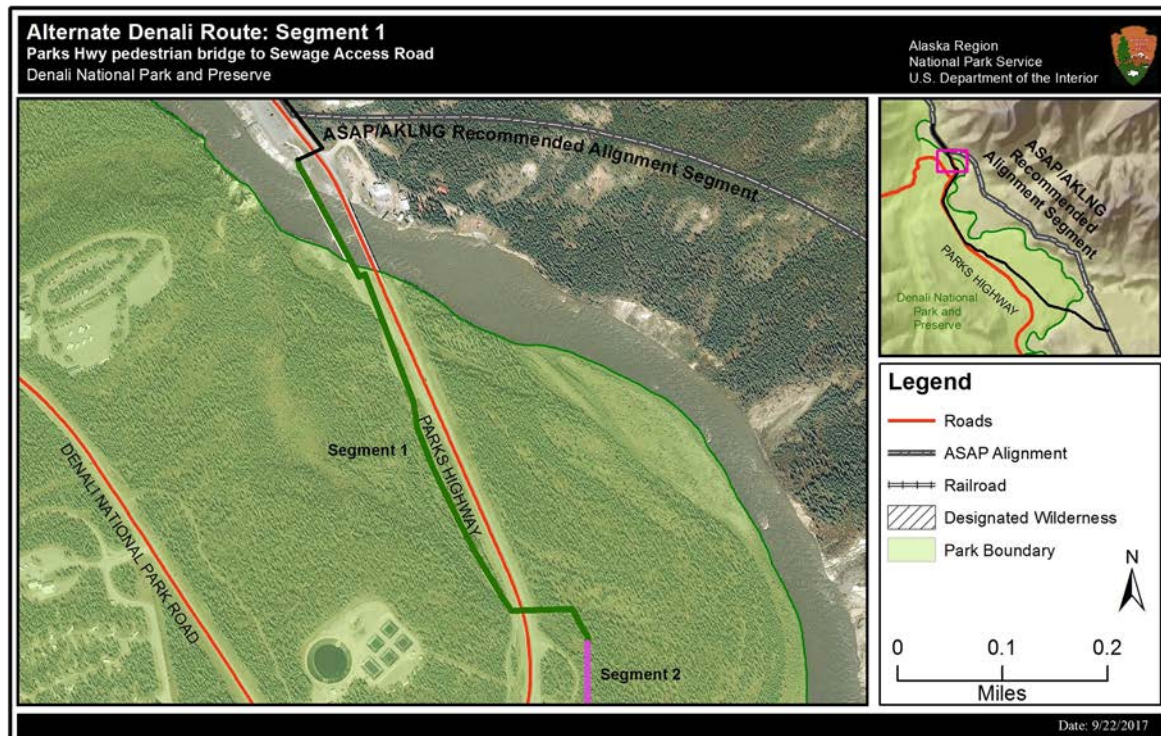 Alternate Denali Route: Segment 1
Parks Hwy pedestrian bridge to Sewage Access Road
Denali National Park and Preserve
Alaska Region
National Park Service
U.S. Department of the Interior
ASAP/AKLNG Recommended Alignment Segment
Segment 1
PARKS HIGHWAY
DENALI NATIONAL PARK ROAD
Segment 2
ASAP/AKLNG
Recommended
Alignment Segment
PARKS HIGHWAY
Denali National
Park and
Preserve
Legend
Roads
ASAP Alignment
Railroad
Designated Wilderness
Park Boundary
N
0 0.1 0.2
Miles
Date: 9/22/2017